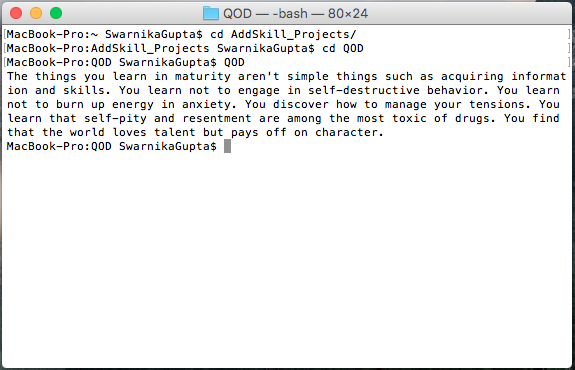 QOD — -bash — 80×24
[MacBook-Pro:~ SwarnikaGupta$ cd AddSkill_Projects/ ]
[MacBook-Pro:AddSkill_Projects SwarnikaGupta$ cd QOD ]
[MacBook-Pro:QOD SwarnikaGupta$ QOD ]
The things you learn in maturity aren't simple things such as acquiring informat
ion and skills. You learn not to engage in self-destructive behavior. You learn
not to burn up energy in anxiety. You discover how to manage your tensions. You
learn that self-pity and resentment are among the most toxic of drugs. You find
that the world loves talent but pays off on character.
MacBook-Pro:QOD SwarnikaGupta$